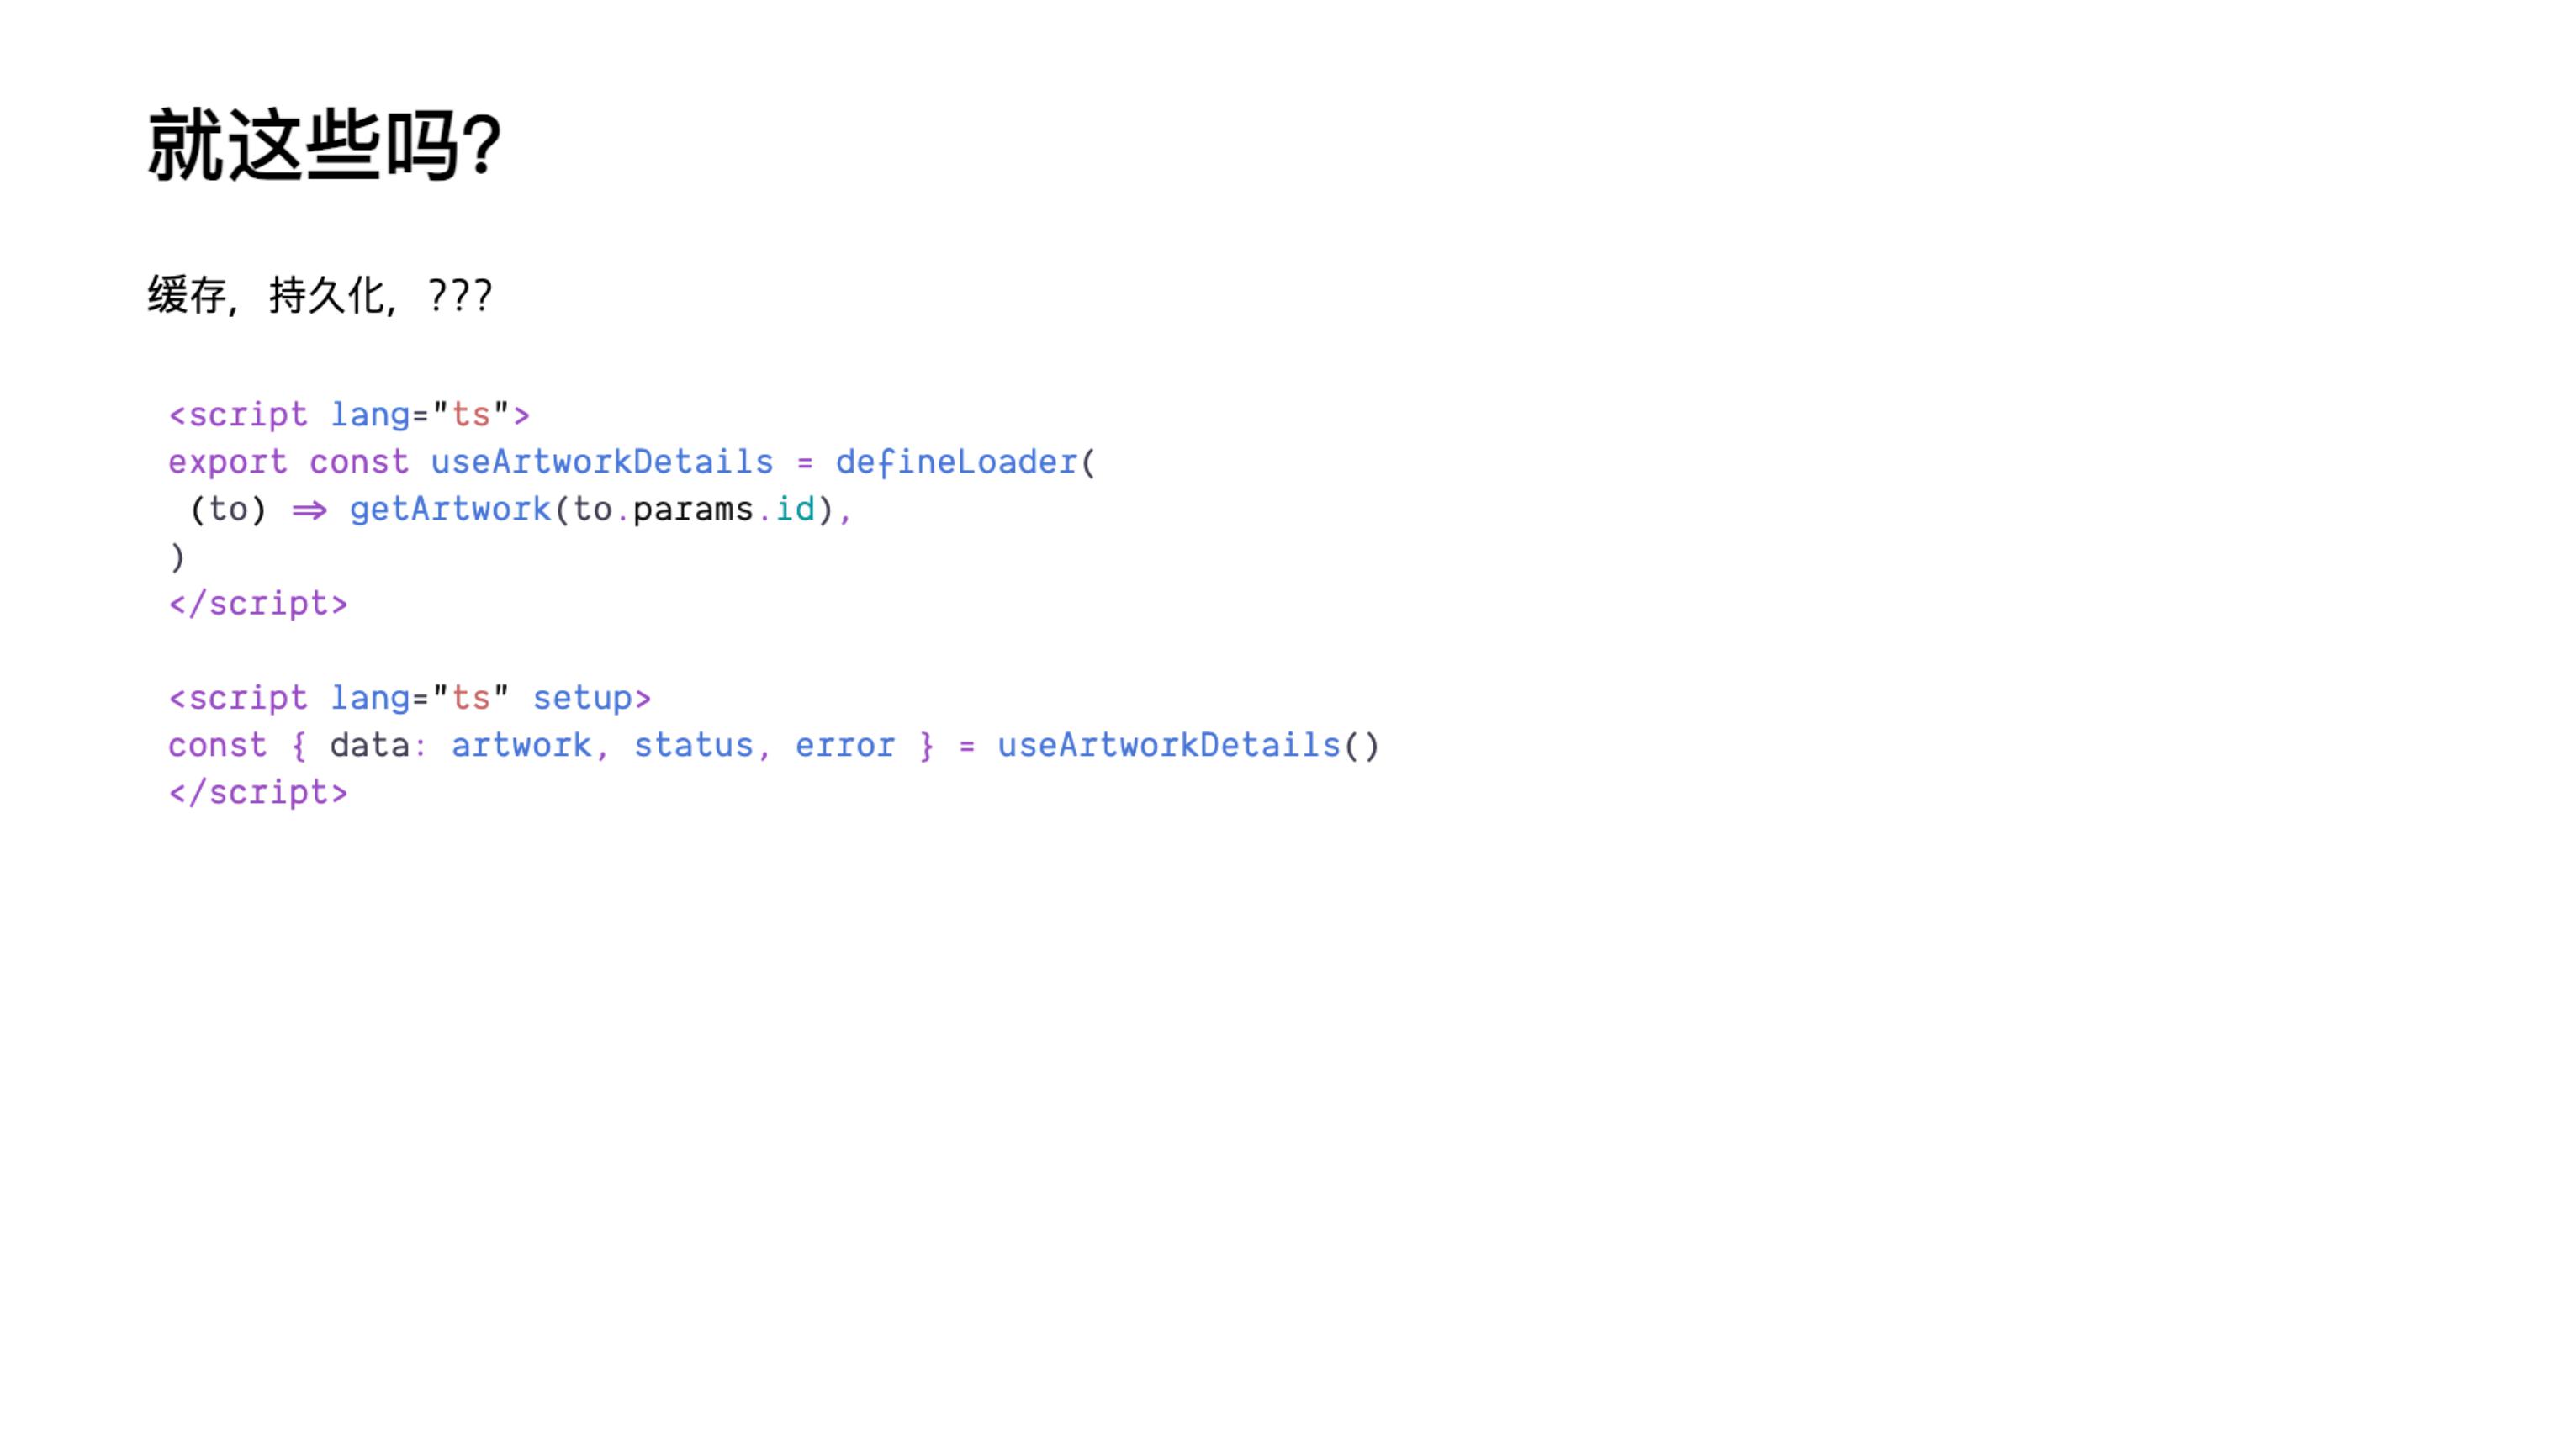 就这些吗?
缓存，持久化，???
<script lang="ts">
export const useArtworkDetails = defineLoader(
 (to) => getArtwork(to.params.id),
)
</script>
<script lang="ts" setup>
const { data: artwork, status, error } = useArtworkDetails()
</script>